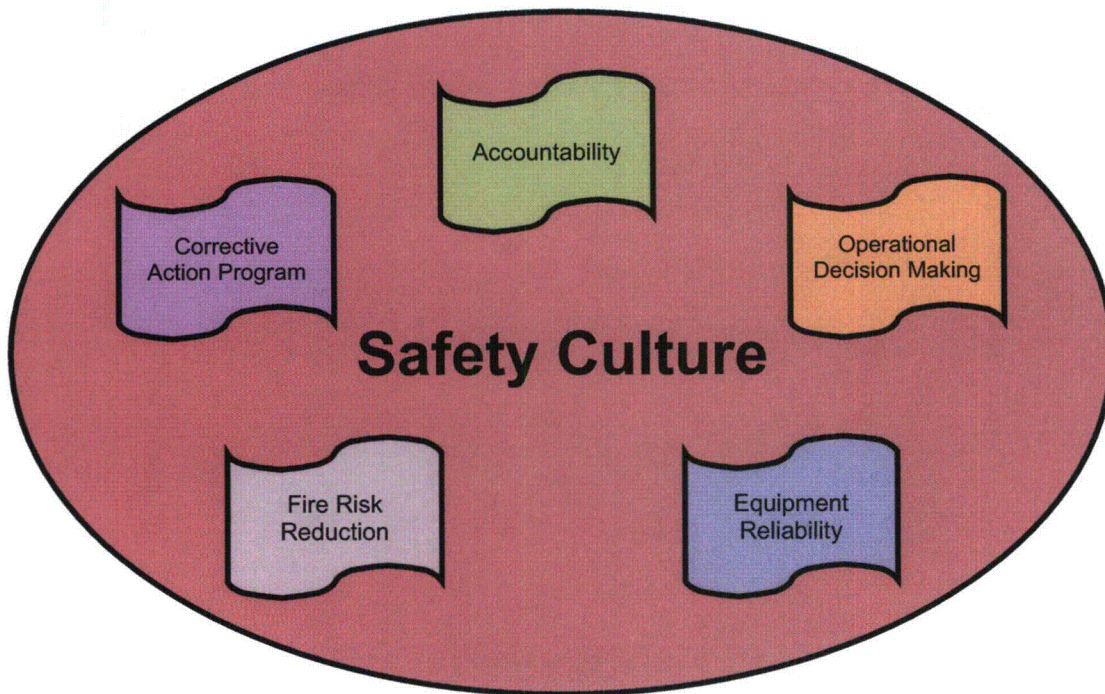 Accountability
Corrective
Action Program
Operational
Decision Making
Safety Culture
Fire Risk
Reduction
Equipment
Reliability